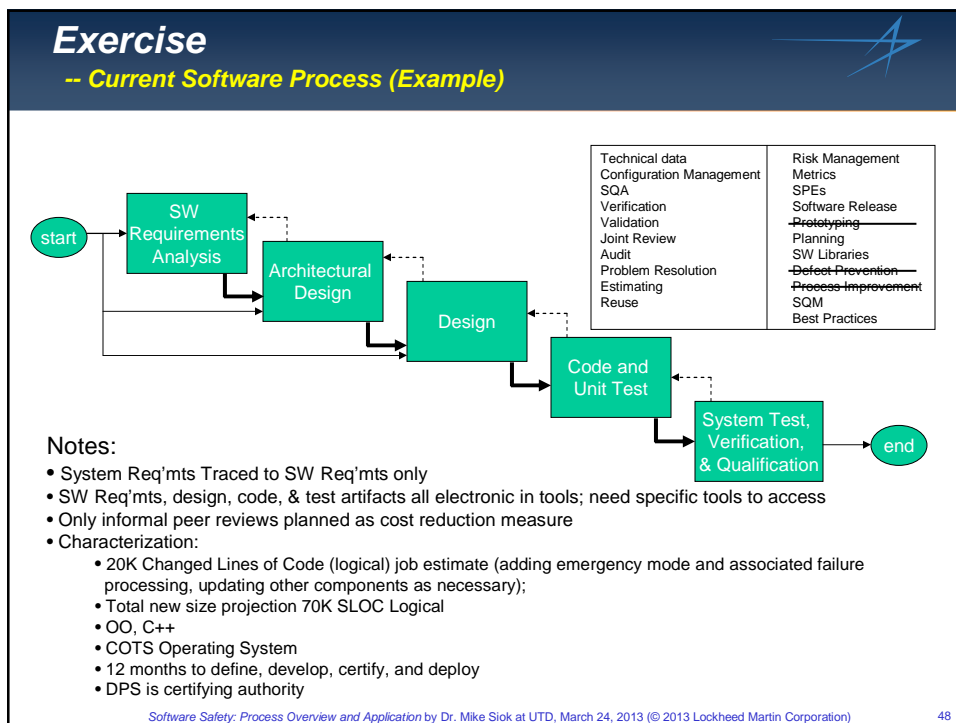 Exercise
-- Current Software Process (Example)
start
SW
Requirements
Analysis
Architectural
Design
Design
Code and
Unit Test
System Test,
Verification,
& Qualification
end
Technical data
Configuration Management
SQA
Verification
Validation
Joint Review
Audit
Problem Resolution
Estimating
Reuse
Risk Management
Metrics
SPEs
Software Release
Prototyping
Planning
SW Libraries
Defect Prevention
Process Improvement
SQM
Best Practices
Notes:
• System Req'mts Traced to SW Req'mts only
• SW Req'mts, design, code, & test artifacts all electronic in tools; need specific tools to access
• Only informal peer reviews planned as cost reduction measure
• Characterization:
• 20K Changed Lines of Code (logical) job estimate (adding emergency mode and associated failure
processing, updating other components as necessary);
• Total new size projection 70K SLOC Logical
• OO, C++
• COTS Operating System
• 12 months to define, develop, certify, and deploy
• DPS is certifying authority
Software Safety: Process Overview and Application by Dr. Mike Siok at UTD, March 24, 2013 (© 2013 Lockheed Martin Corporation) 48